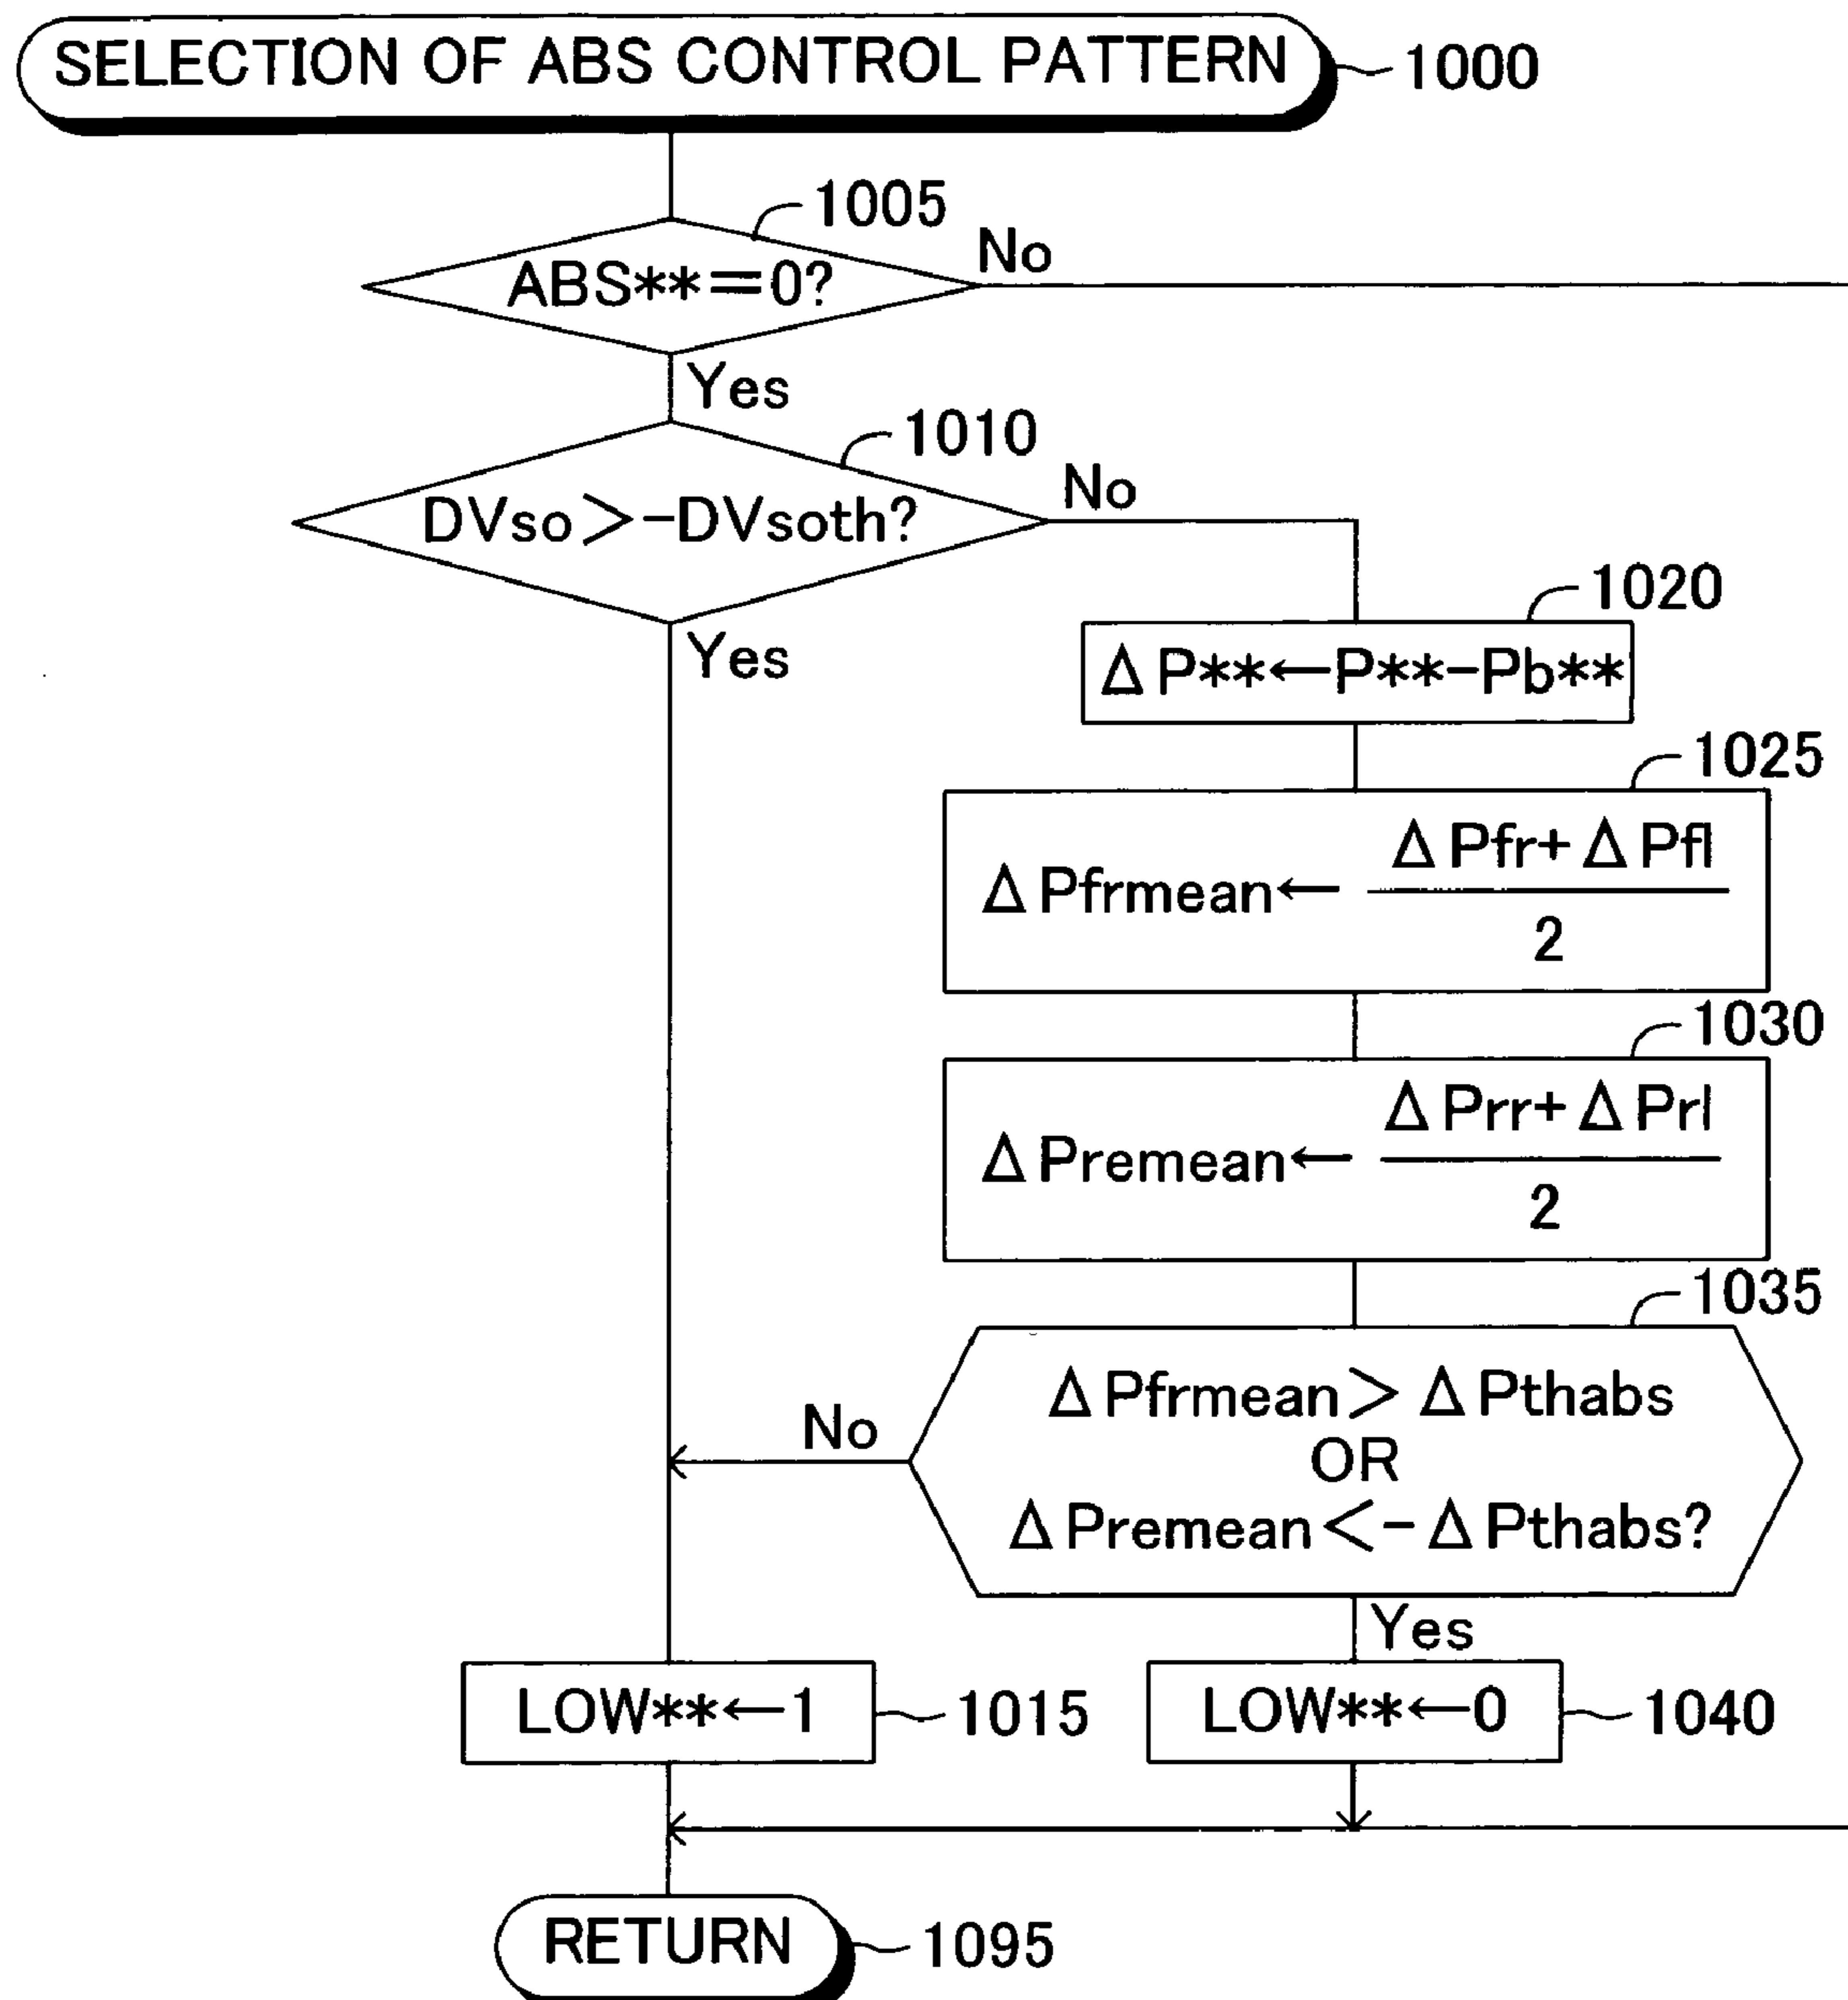 SELECTION OF ABS CONTROL PATTERN
1000
1005
ABS**=0?
No
Yes
1010
DVso>-DVsoth?
No
Yes
1020
ΔP**←P**-Pb**
1025
ΔPfrmean← ΔPfr+ΔPfl
2
1030
ΔPremean← ΔPrr+ΔPrl
2
1035
ΔPfrmean>ΔPthabs
OR
ΔPremean<-ΔPthabs?
No
Yes
LOW**←1
1015
LOW**←0
1040
RETURN
1095